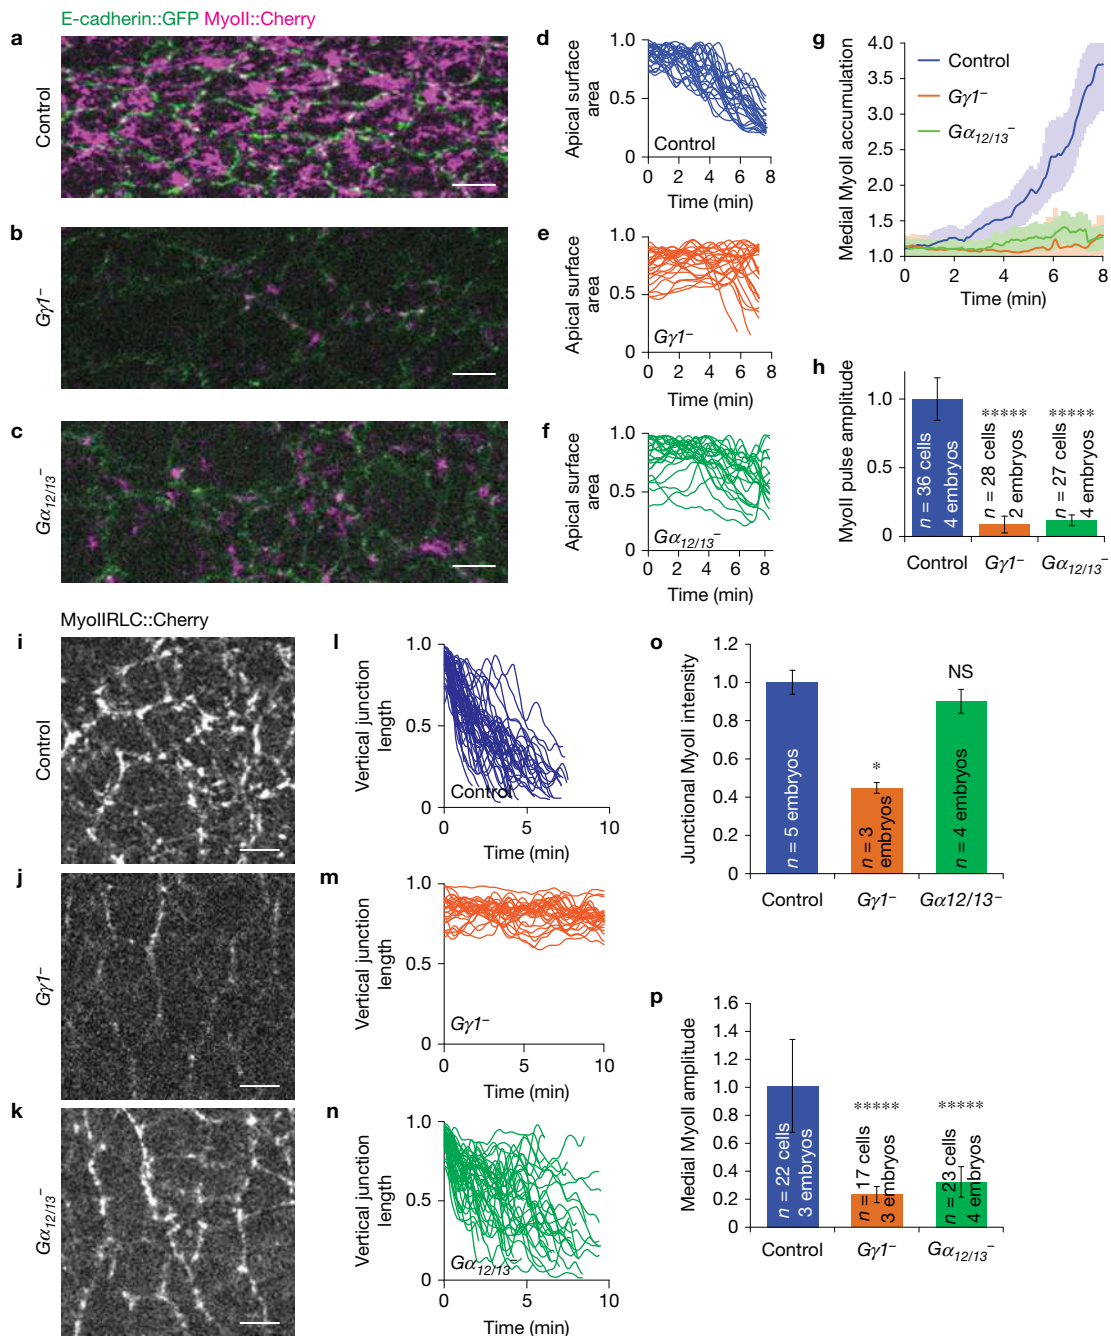 E-cadherin::GFP MyoII::Cherry
a
Control
b
Gγ1⁻
c
Gα12/13⁻
d
Apical surface
area
1.0
0.5
0
Control
0 2 4 6 8
Time (min)
e
Apical surface
area
1.0
0.5
0
Gγ1⁻
0 2 4 6 8
Time (min)
f
Apical surface
area
1.0
0.5
0
Gα12/13⁻
0 2 4 6 8
Time (min)
g
Medial MyoII accumulation
4.0
3.5
3.0
2.5
2.0
1.5
1.0
Control
Gγ1⁻
Gα12/13⁻
0 2 4 6 8
Time (min)
h
MyoII pulse amplitude
1.0
0.5
0
n = 36 cells
4 embryos
*****
n = 28 cells
2 embryos
*****
n = 27 cells
4 embryos
Control Gγ1⁻ Gα12/13⁻
MyoIIRLC::Cherry
i
Control
j
Gγ1⁻
k
Gα12/13⁻
l
Vertical junction
length
1.0
0.5
0
Control
0 5 10
Time (min)
m
Vertical junction
length
1.0
0.5
0
Gγ1⁻
0 5 10
Time (min)
n
Vertical junction
length
1.0
0.5
0
Gα12/13⁻
0 5 10
Time (min)
o
Junctional MyoII intensity
1.2
1.0
0.8
0.6
0.4
0.2
0
n = 5 embryos
*
n = 3
embryos
NS
n = 4 embryos
Control Gγ1⁻ Gα12/13⁻
p
Medial MyoII amplitude
1.6
1.4
1.2
1.0
0.8
0.6
0.4
0.2
0
n = 22 cells
3 embryos
*****
n = 17 cells
3 embryos
*****
n = 23 cells
4 embryos
Control Gγ1⁻ Gα12/13⁻